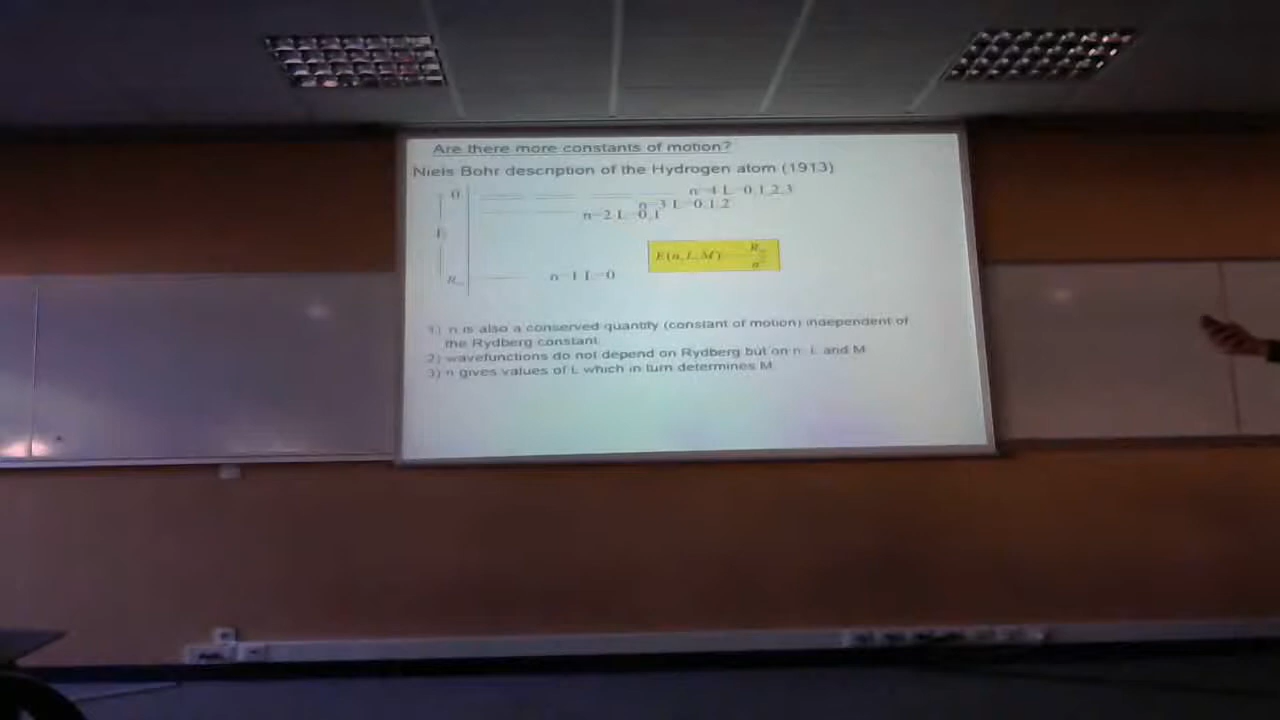 Are there more constants of motion?
Niels Bohr description of the Hydrogen atom (1913)
0
n=4 L=0,1,2,3
n=3 L=0,1,2
n=2 L=0,1
E
E(n,L,M)
n=1 L=0
1) n is also a conserved quantity (constant of motion) independent of
the Rydberg constant
2) wavefunctions do not depend on Rydberg but on n, L and M
3) n gives values of L which in turn determines M